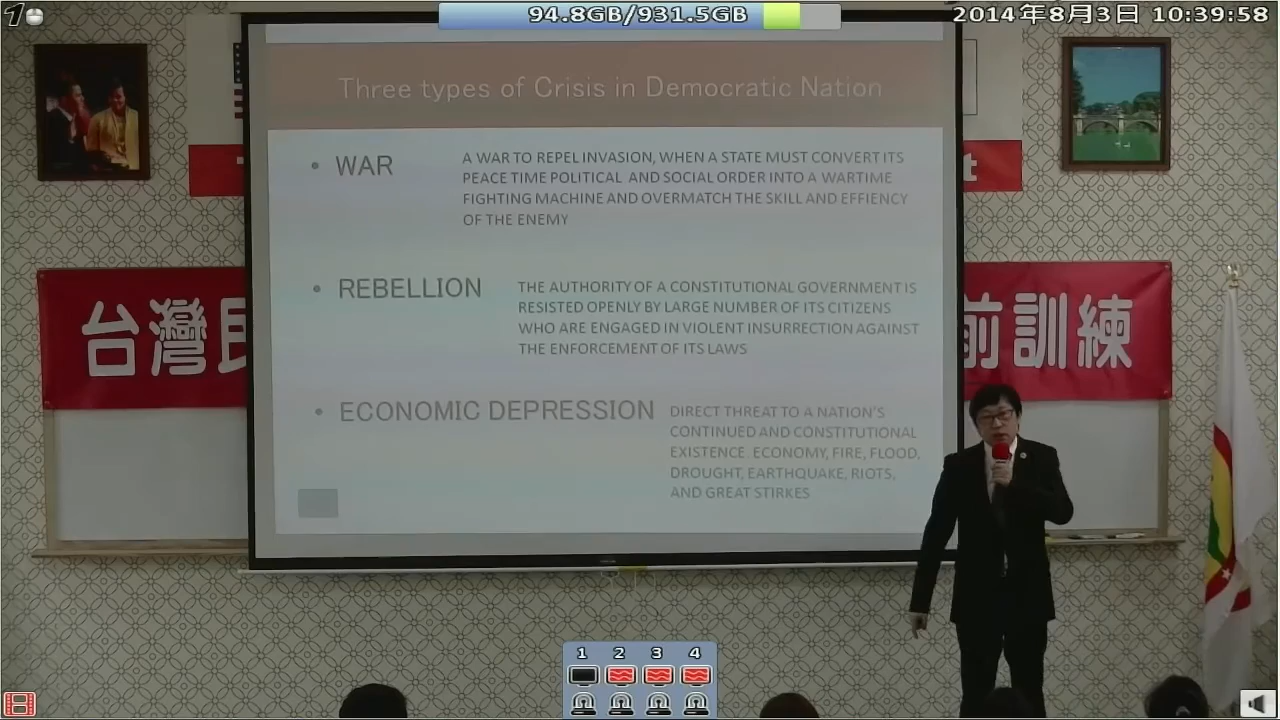 1
94.8GB/931.5GB
2014年8月3日 10:39:58
Three types of Crisis in Democratic Nation
• WAR
A WAR TO REPEL INVASION, WHEN A STATE MUST CONVERT ITS
PEACE TIME POLITICAL AND SOCIAL ORDER INTO A WARTIME
FIGHTING MACHINE AND OVERMATCH THE SKILL AND EFFIENCY
OF THE ENEMY
• REBELLION
THE AUTHORITY OF A CONSTITUTIONAL GOVERNMENT IS
RESISTED OPENLY BY LARGE NUMBER OF ITS CITIZENS
WHO ARE ENGAGED IN VIOLENT INSURRECTION AGAINST
THE ENFORCEMENT OF ITS LAWS
• ECONOMIC DEPRESSION
DIRECT THREAT TO A NATION'S
CONTINUED AND CONSTITUTIONAL
EXISTENCE. ECONOMY, FIRE, FLOOD,
DROUGHT, EARTHQUAKE, RIOTS,
AND GREAT STIRKES
t
台灣民
前訓練
1 2 3 4